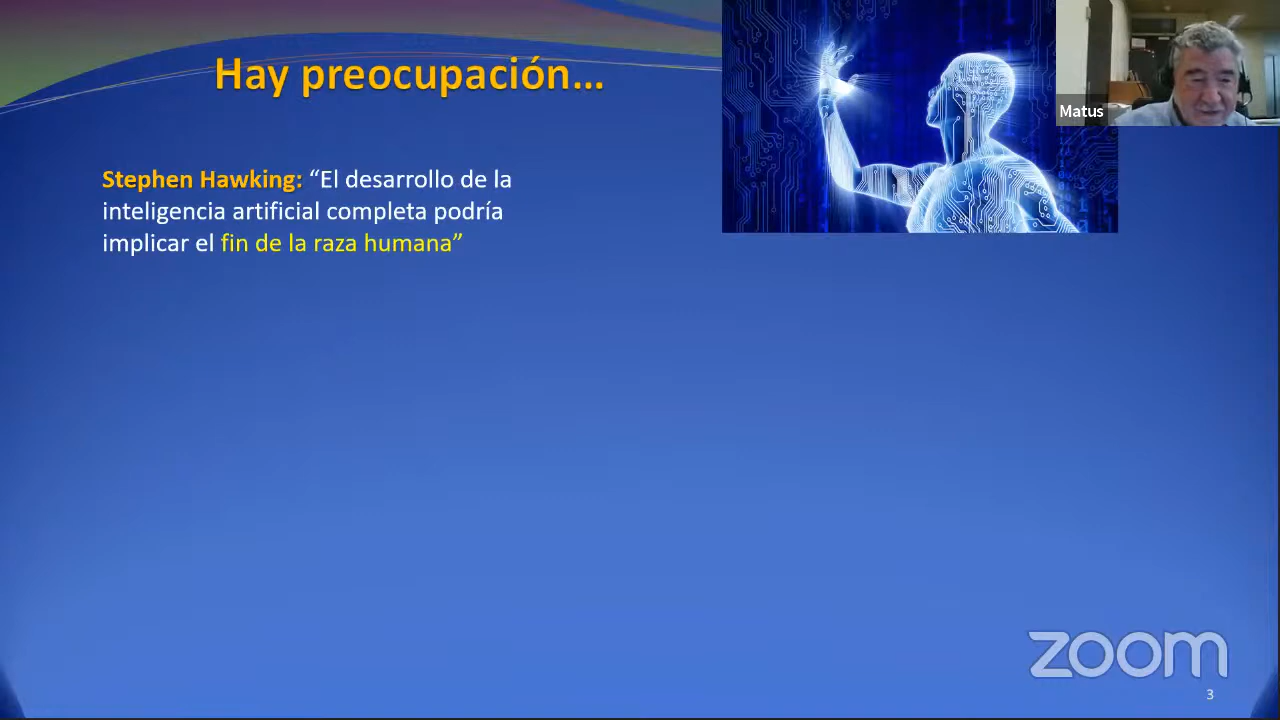 Hay preocupación...
Matus
Stephen Hawking: “El desarrollo de la
inteligencia artificial completa podría
implicar el fin de la raza humana”
zoom
3